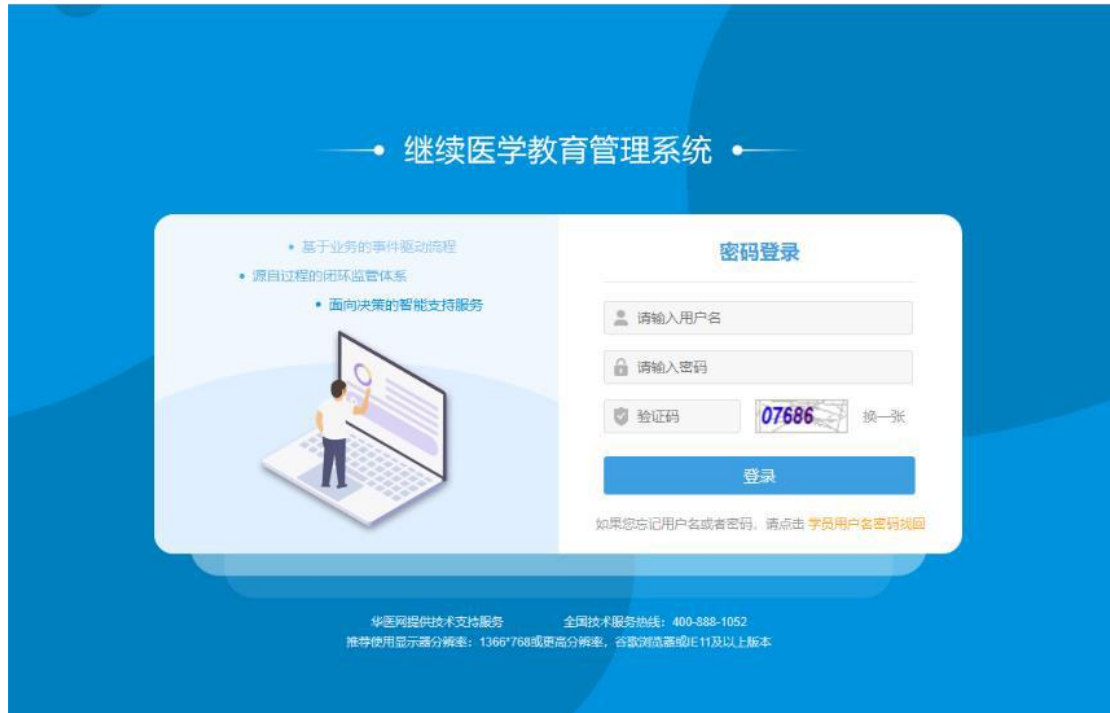 继续医学教育管理系统
• 基于业务的事件驱动流程
• 源自过程的闭环监管体系
• 面向决策的智能支持服务
密码登录
请输入用户名
请输入密码
验证码 07686 换一张
登录
如果您忘记用户名或者密码，请点击 学员用户名密码找回
华医网提供技术支持服务 全国技术服务热线：400-888-1052
推荐使用显示器分辨率：1366*768或更高分辨率，谷歌浏览器或IE11及以上版本